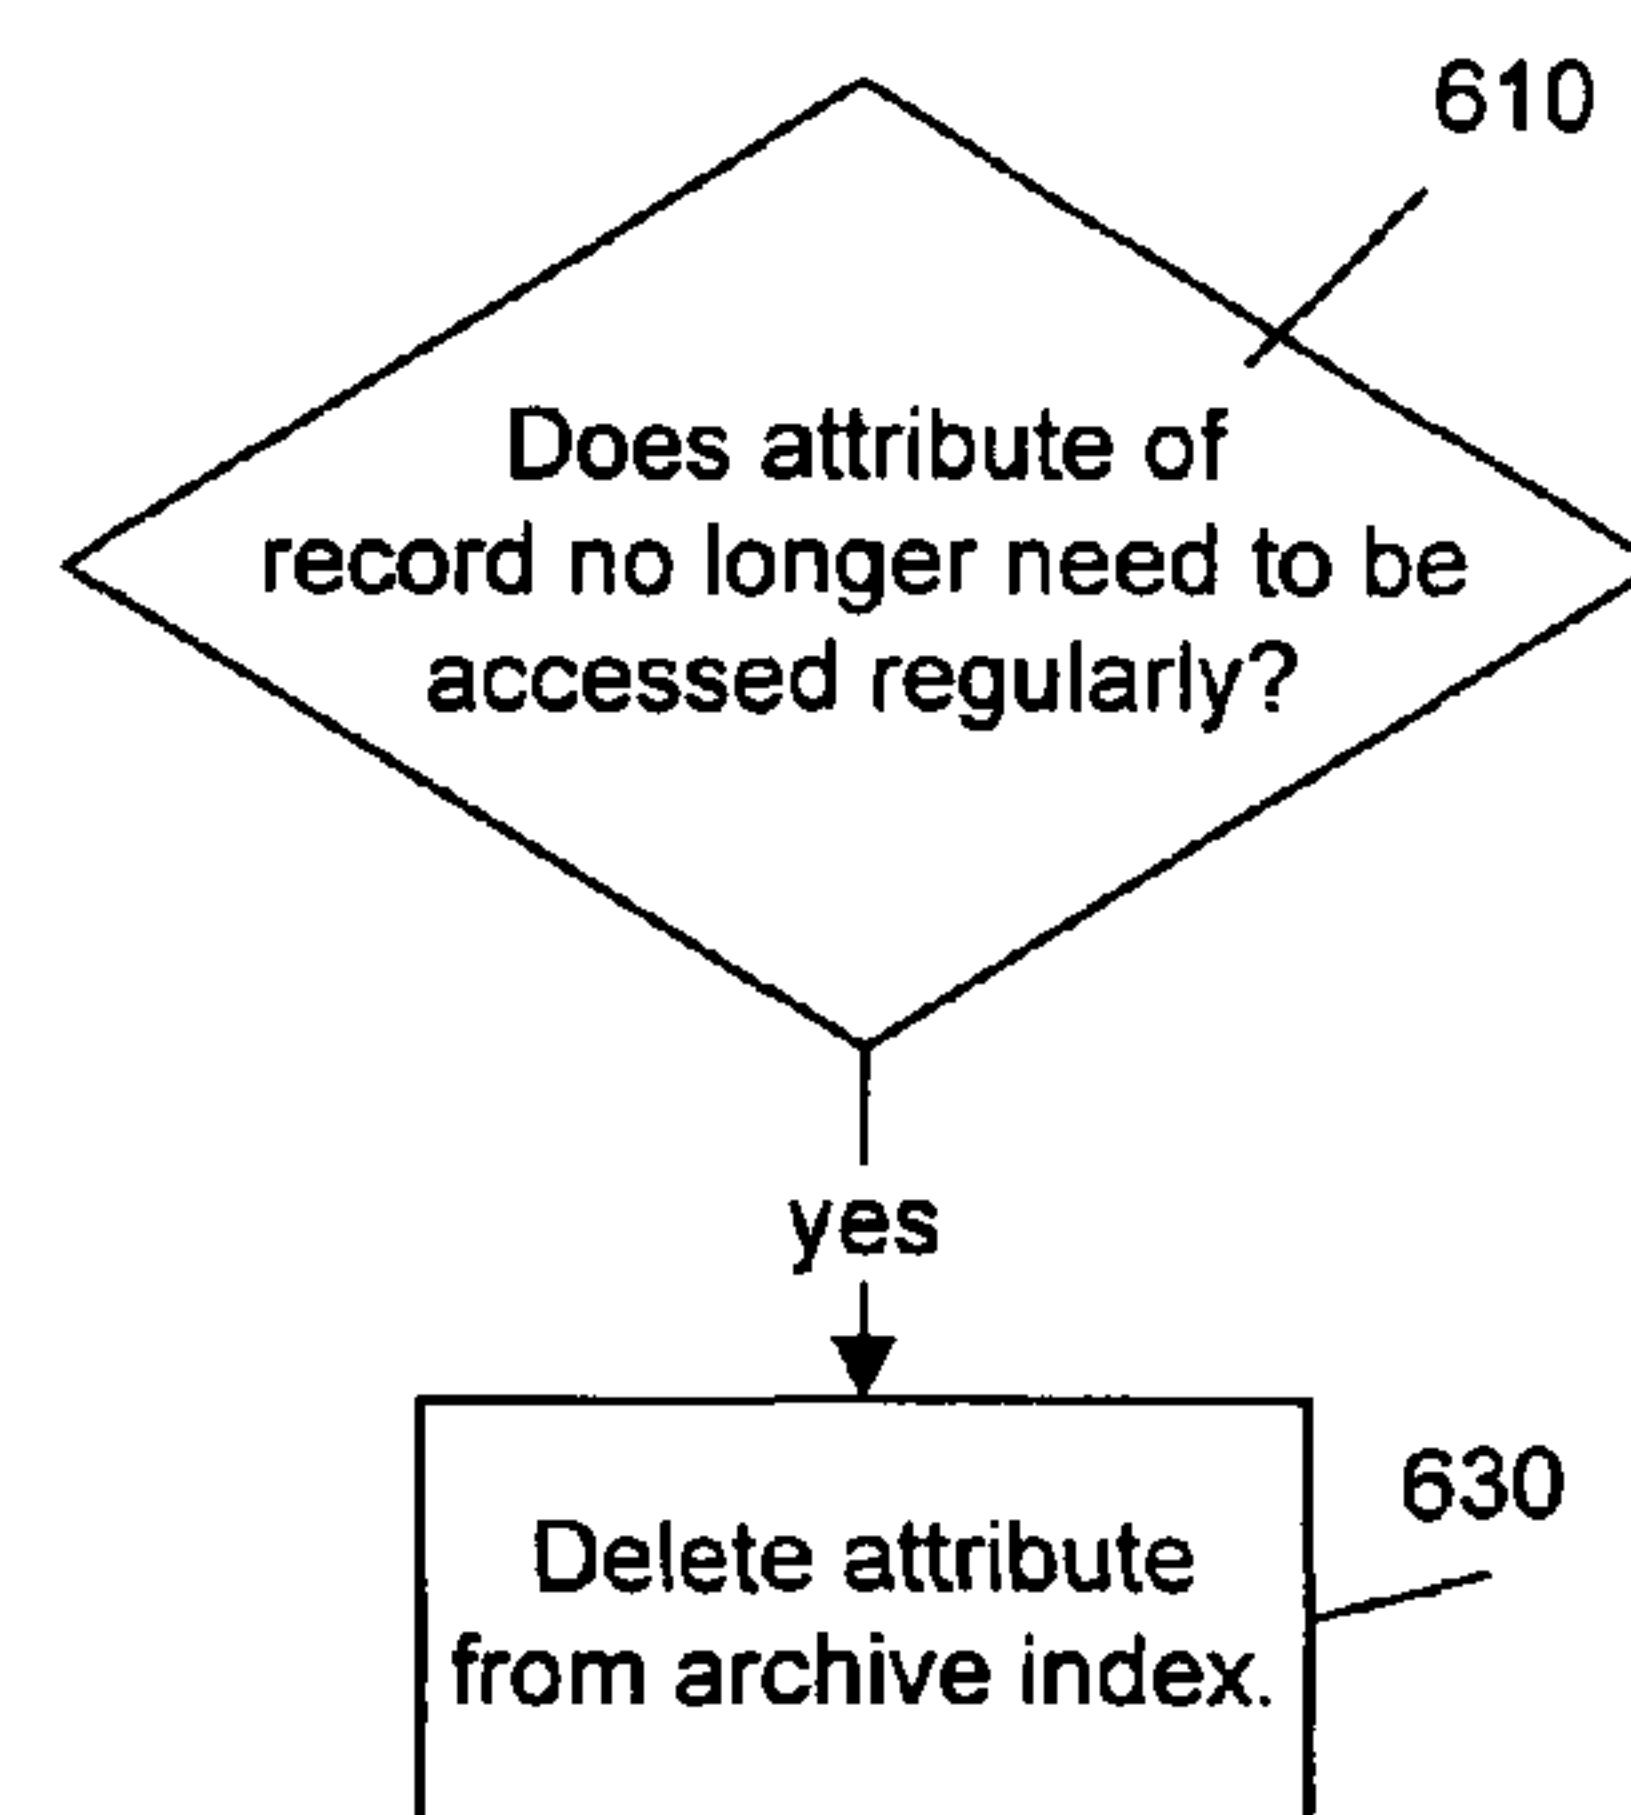 610
Does attribute of
record no longer need to be
accessed regularly?
yes
630
Delete attribute
from archive index.